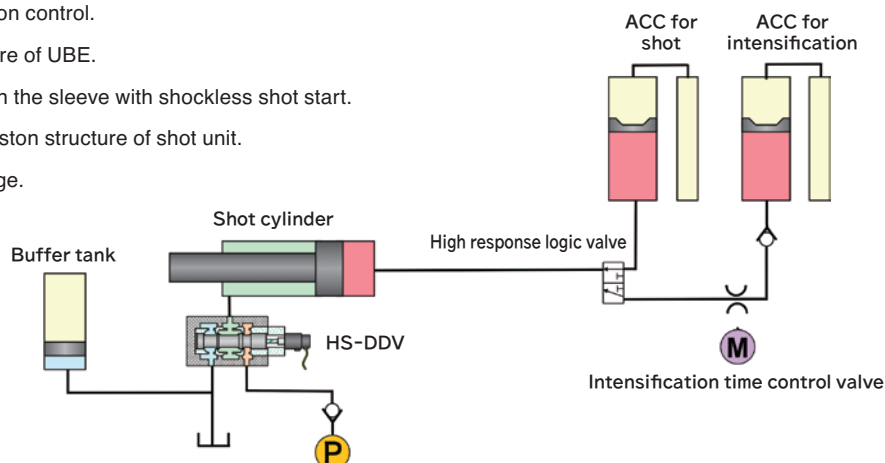 on control.
re of UBE.
n the sleeve with shockless shot start.
ston structure of shot unit.
ge.
ACC for
shot
ACC for
intensification
Shot cylinder
High response logic valve
Buffer tank
HS-DDV
M
Intensification time control valve
P